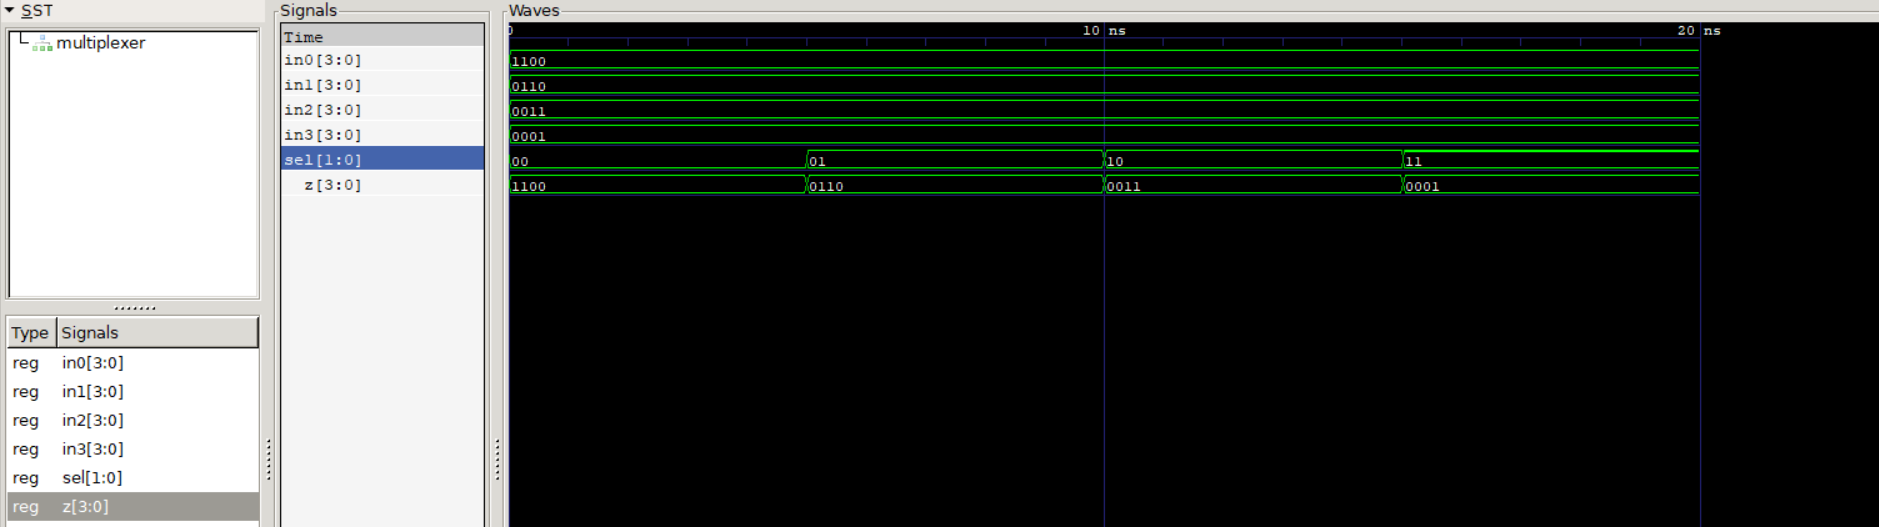 SST
multiplexer
Type Signals
reg in0[3:0]
reg in1[3:0]
reg in2[3:0]
reg in3[3:0]
reg sel[1:0]
reg z[3:0]
Signals
Time
in0[3:0]
in1[3:0]
in2[3:0]
in3[3:0]
sel[1:0]
z[3:0]
Waves
0 10 ns 20 ns
1100
0110
0011
0001
00 01 10 11
1100 0110 0011 0001